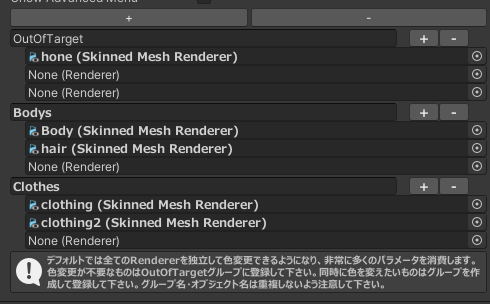 Show Advanced Menu
+ -
OutOfTarget + -
hone (Skinned Mesh Renderer)
None (Renderer)
None (Renderer)
Bodys + -
Body (Skinned Mesh Renderer)
hair (Skinned Mesh Renderer)
None (Renderer)
Clothes + -
clothing (Skinned Mesh Renderer)
clothing2 (Skinned Mesh Renderer)
None (Renderer)
デフォルトでは全てのRendererを独立して色変更できるようになり、非常に多くのパラメータを消費します。
色変更が不要なものはOutOfTargetグループに登録して下さい。同時に色を変えたいものはグループを作
成して登録して下さい。グループ名・オブジェクト名は重複しないよう注意して下さい。